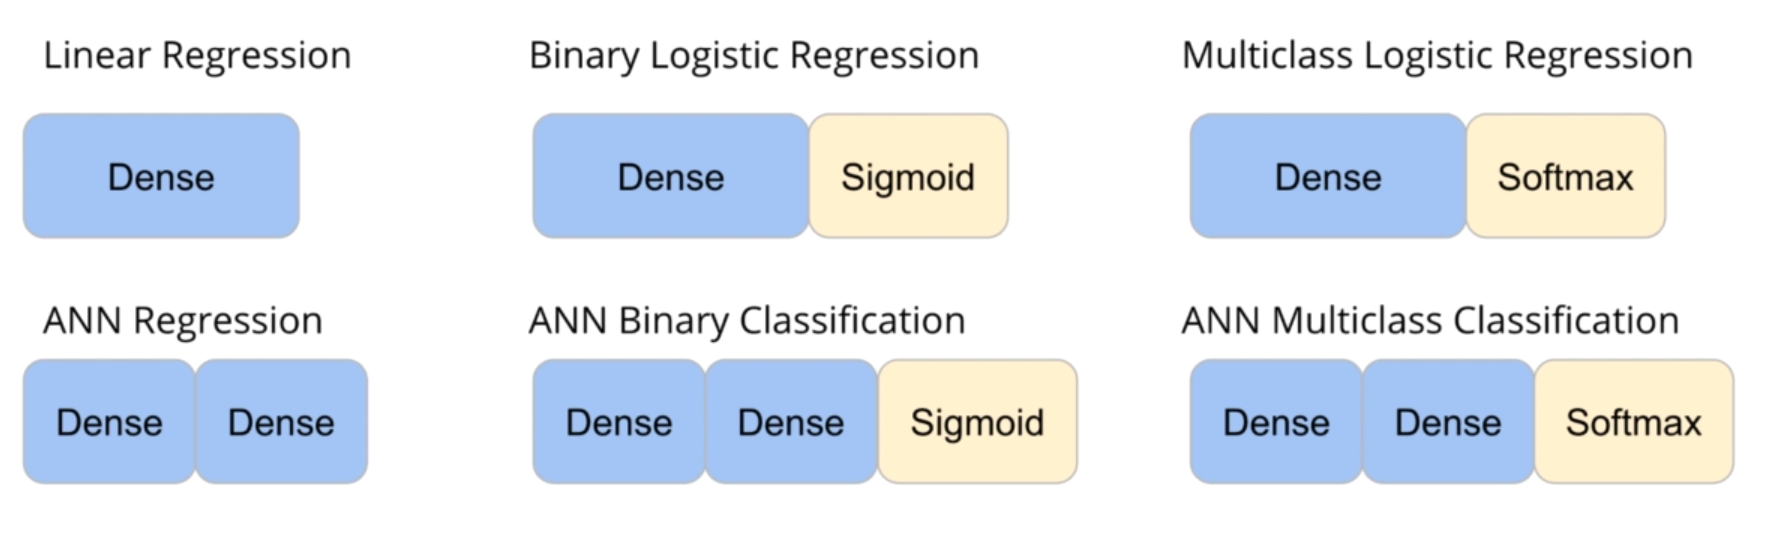 Linear Regression
Binary Logistic Regression
Multiclass Logistic Regression
Dense
Dense Sigmoid
Dense Softmax
ANN Regression
ANN Binary Classification
ANN Multiclass Classification
Dense Dense
Dense Dense Sigmoid
Dense Dense Softmax